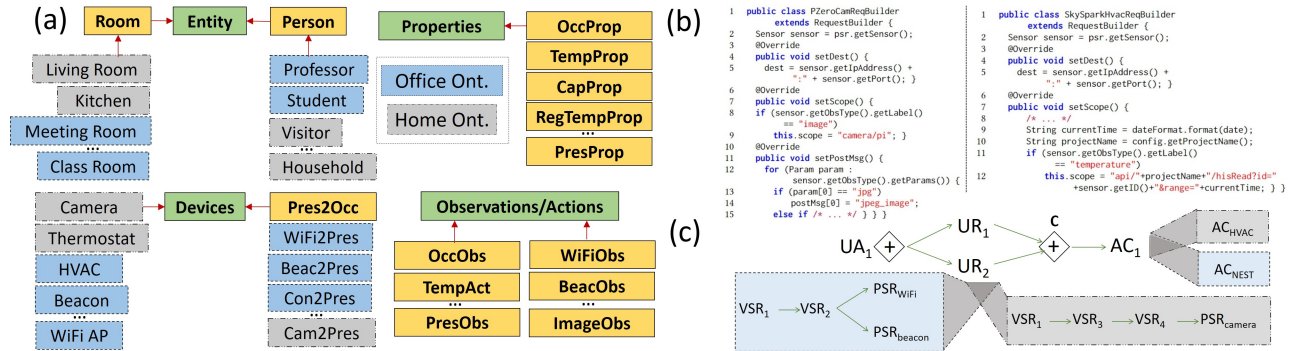 (a)
Room
Entity
Person
Living Room
Kitchen
Meeting Room
...
Class Room
Professor
Student
Visitor
...
Household
Properties
OccProp
TempProp
CapProp
RegTempProp
...
PresProp
Office Ont.
Home Ont.
Camera
Devices
Pres2Occ
Thermostat
HVAC
Beacon
...
WiFi AP
WiFi2Pres
Beac2Pres
Con2Pres
...
Cam2Pres
Observations/Actions
OccObs
TempAct
...
PresObs
WiFiObs
BeacObs
...
ImageObs
(b)
1 public class PZeroCamReqBuilder
extends RequestBuilder {
2 Sensor sensor = psr.getSensor();
3 @Override
4 public void setDest() {
5 dest = sensor.getIpAddress() +
":" + sensor.getPort(); }
6 @Override
7 public void setScope() {
8 if (sensor.getObsType().getLabel()
== "image")
9 this.scope = "camera/pi"; }
10 @Override
11 public void setPostMsg() {
12 for (Param param :
sensor.getObsType().getParams()) {
13 if (param[0] == "jpg")
14 postMsg[0] = "jpeg_image";
15 else if /* ... */ } } }
1 public class SkySparkHvacReqBuilder
extends RequestBuilder {
2 Sensor sensor = psr.getSensor();
3 @Override
4 public void setDest() {
5 dest = sensor.getIpAddress() +
":" + sensor.getPort(); }
6 @Override
7 public void setScope() {
8 /* ... */
9 String currentTime = dateFormat.format(date);
10 String projectName = config.getProjectName();
11 if (sensor.getObsType().getLabel()
== "temperature")
12 this.scope = "api/"+projectName+"/hisRead?id="
+sensor.getID()+"&range="+currentTime; } }
(c)
UA1
+
UR1
UR2
C
+
AC1
ACHVAC
ACNEST
VSR1
VSR2
PSRWiFi
PSRbeacon
VSR1
VSR3
VSR4
PSRcamera